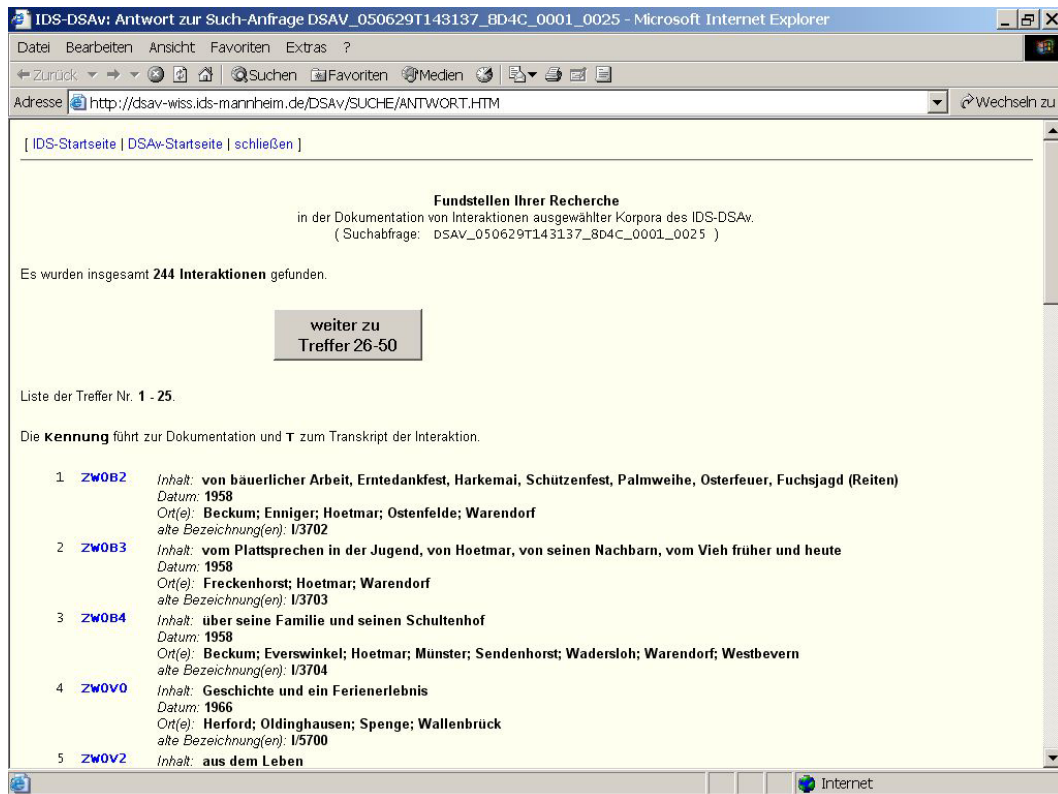 IDS-DSAv: Antwort zur Such-Anfrage DSAV_050629T143137_8D4C_0001_0025 - Microsoft Internet Explorer
Datei Bearbeiten Ansicht Favoriten Extras ?
Zurück Suchen Favoriten Medien
Adresse http://dsav-wiss.ids-mannheim.de/DSAv/SUCHE/ANTWORT.HTM Wechseln zu
[ IDS-Startseite | DSAv-Startseite | schließen ]
Fundstellen Ihrer Recherche
in der Dokumentation von Interaktionen ausgewählter Korpora des IDS-DSAv.
( Suchabfrage: DSAV_050629T143137_8D4C_0001_0025 )
Es wurden insgesamt 244 Interaktionen gefunden.
weiter zu
Treffer 26-50
Liste der Treffer Nr. 1 - 25.
Die Kennung führt zur Dokumentation und T zum Transkript der Interaktion.
1 ZW0B2 Inhalt: von bäuerlicher Arbeit, Erntedankfest, Harkemai, Schützenfest, Palmweihe, Osterfeuer, Fuchsjagd (Reiten)
Datum: 1958
Ort(e): Beckum; Enniger; Hoetmar; Ostenfelde; Warendorf
alte Bezeichnung(en): I/3702
2 ZW0B3 Inhalt: vom Plattsprechen in der Jugend, von Hoetmar, von seinen Nachbarn, vom Vieh früher und heute
Datum: 1958
Ort(e): Freckenhorst; Hoetmar; Warendorf
alte Bezeichnung(en): I/3703
3 ZW0B4 Inhalt: über seine Familie und seinen Schultenhof
Datum: 1958
Ort(e): Beckum; Everswinkel; Hoetmar; Münster; Sendenhorst; Wadersloh; Warendorf; Westbevern
alte Bezeichnung(en): I/3704
4 ZW0V0 Inhalt: Geschichte und ein Ferienerlebnis
Datum: 1966
Ort(e): Herford; Oldinghausen; Spenge; Wallenbrück
alte Bezeichnung(en): I/5700
5 ZW0V2 Inhalt: aus dem Leben
Internet